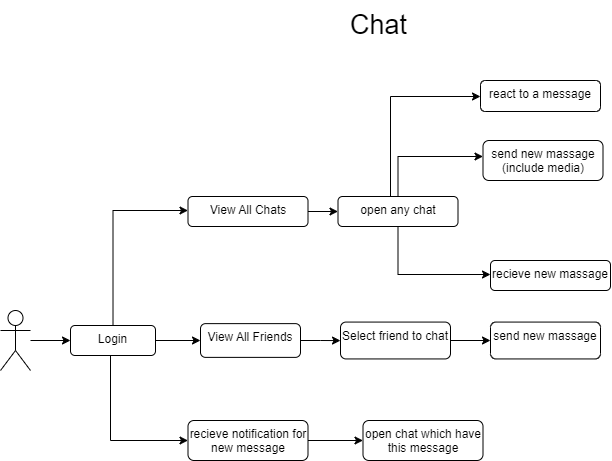 Chat
react to a message
send new massage
(include media)
View All Chats
open any chat
recieve new massage
Login
View All Friends
Select friend to chat
send new massage
recieve notification for
new message
open chat which have
this message